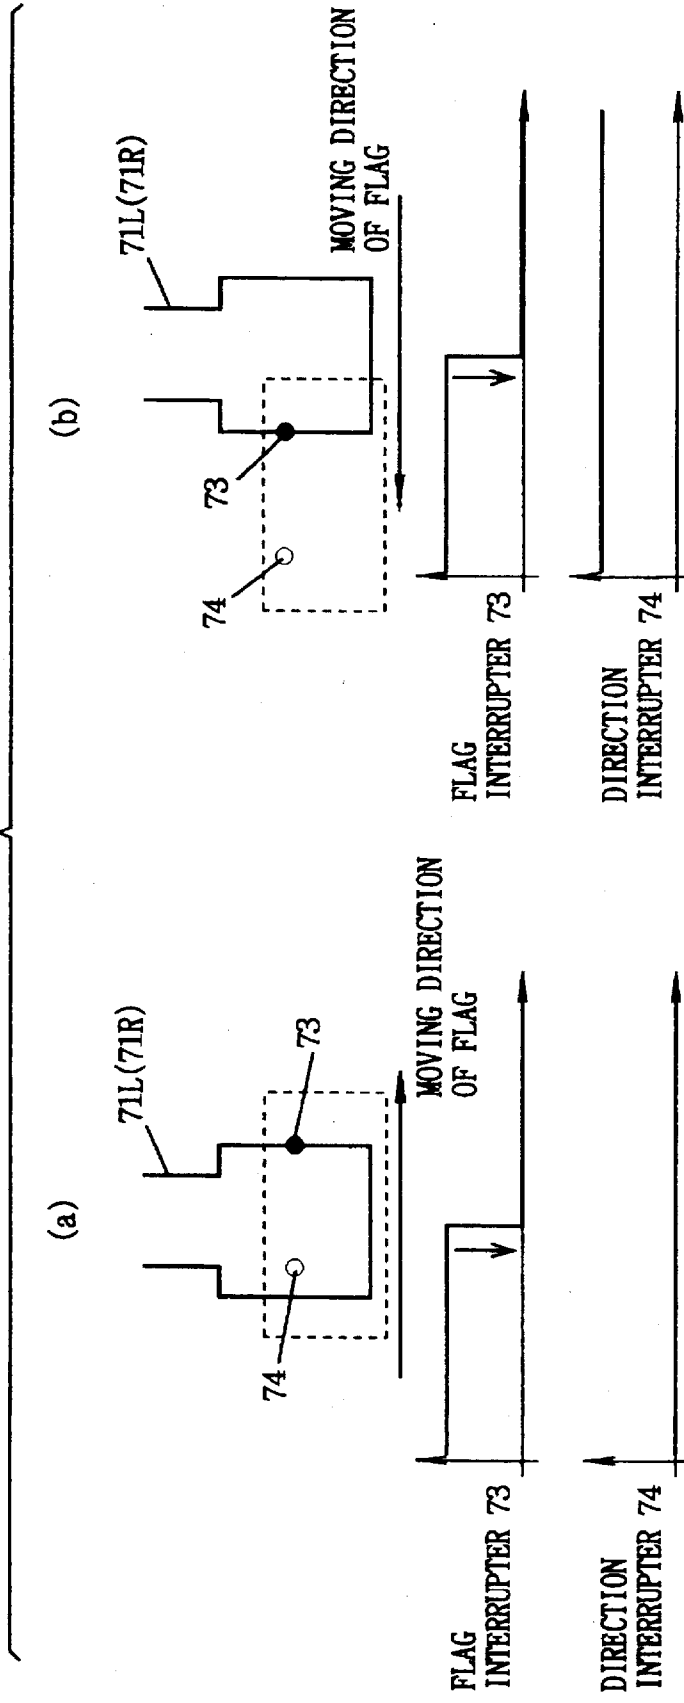 (a)
71L(71R)
73
74
MOVING DIRECTION
OF FLAG
FLAG
INTERRUPTER 73
DIRECTION
INTERRUPTER 74
(b)
71L(71R)
73
74
MOVING DIRECTION
OF FLAG
FLAG
INTERRUPTER 73
DIRECTION
INTERRUPTER 74